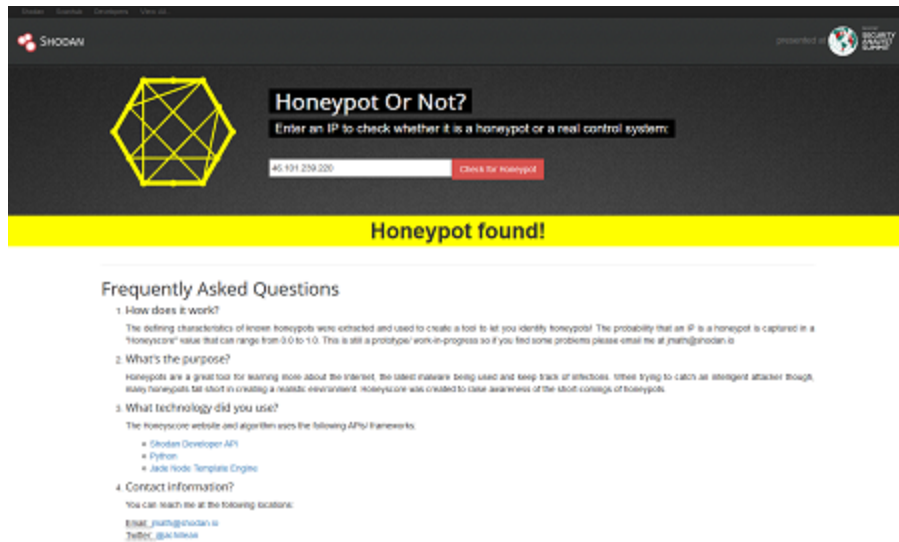 Shodan Developers View All...
SHODAN
presented at SECURITY ANALYST SUMMIT
Honeypot Or Not?
Enter an IP to check whether it is a honeypot or a real control system:
46.101.239.220 Check for Honeypot
Honeypot found!
Frequently Asked Questions
1. How does it work?
The defining characteristics of known honeypots were extracted and used to create a tool to let you identify honeypots! The probability that an IP is a honeypot is captured in a
"Honeyscore" value that can range from 0.0 to 1.0. This is still a prototype/ work-in-progress so if you find some problems please email me at jmath@shodan.io
2. What's the purpose?
Honeypots are a great tool for learning more about the Internet, the latest malware being used and keep track of infections. When trying to catch an intelligent attacker though,
many honeypots fall short in creating a realistic environment. Honeyscore was created to raise awareness of the short-comings of honeypots.
3. What technology did you use?
The Honeyscore website and algorithm uses the following APIs/ frameworks:
Shodan Developer API
Python
Jade Node Template Engine
4. Contact information?
You can reach me at the following locations:
Email: jmath@shodan.io
Twitter: @achillean